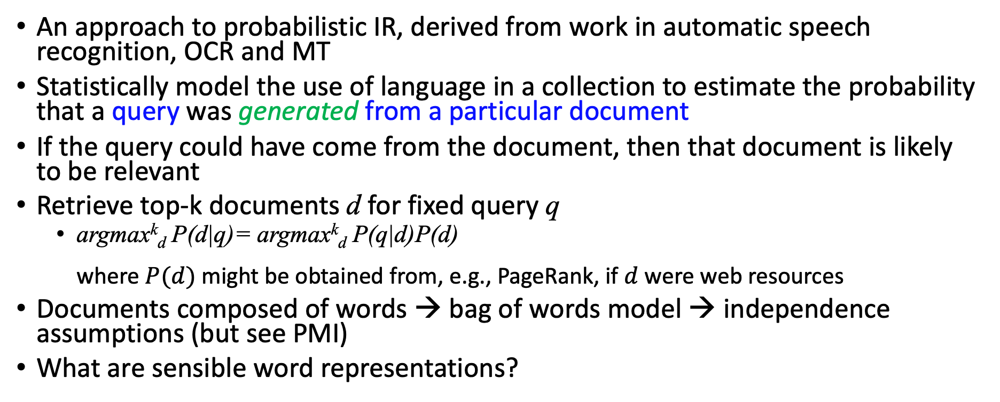 • An approach to probabilistic IR, derived from work in automatic speech
recognition, OCR and MT
• Statistically model the use of language in a collection to estimate the probability
that a query was generated from a particular document
• If the query could have come from the document, then that document is likely
to be relevant
• Retrieve top-k documents d for fixed query q
• argmax^k_d P(d|q)= argmax^k_d P(q|d)P(d)
where P(d) might be obtained from, e.g., PageRank, if d were web resources
• Documents composed of words → bag of words model → independence
assumptions (but see PMI)
• What are sensible word representations?